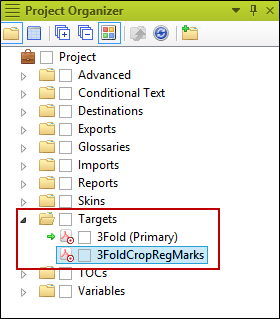 Project Organizer
Project
Advanced
Conditional Text
Destinations
Exports
Glossaries
Imports
Reports
Skins
Targets
3Fold (Primary)
3FoldCropRegMarks
TOCs
Variables